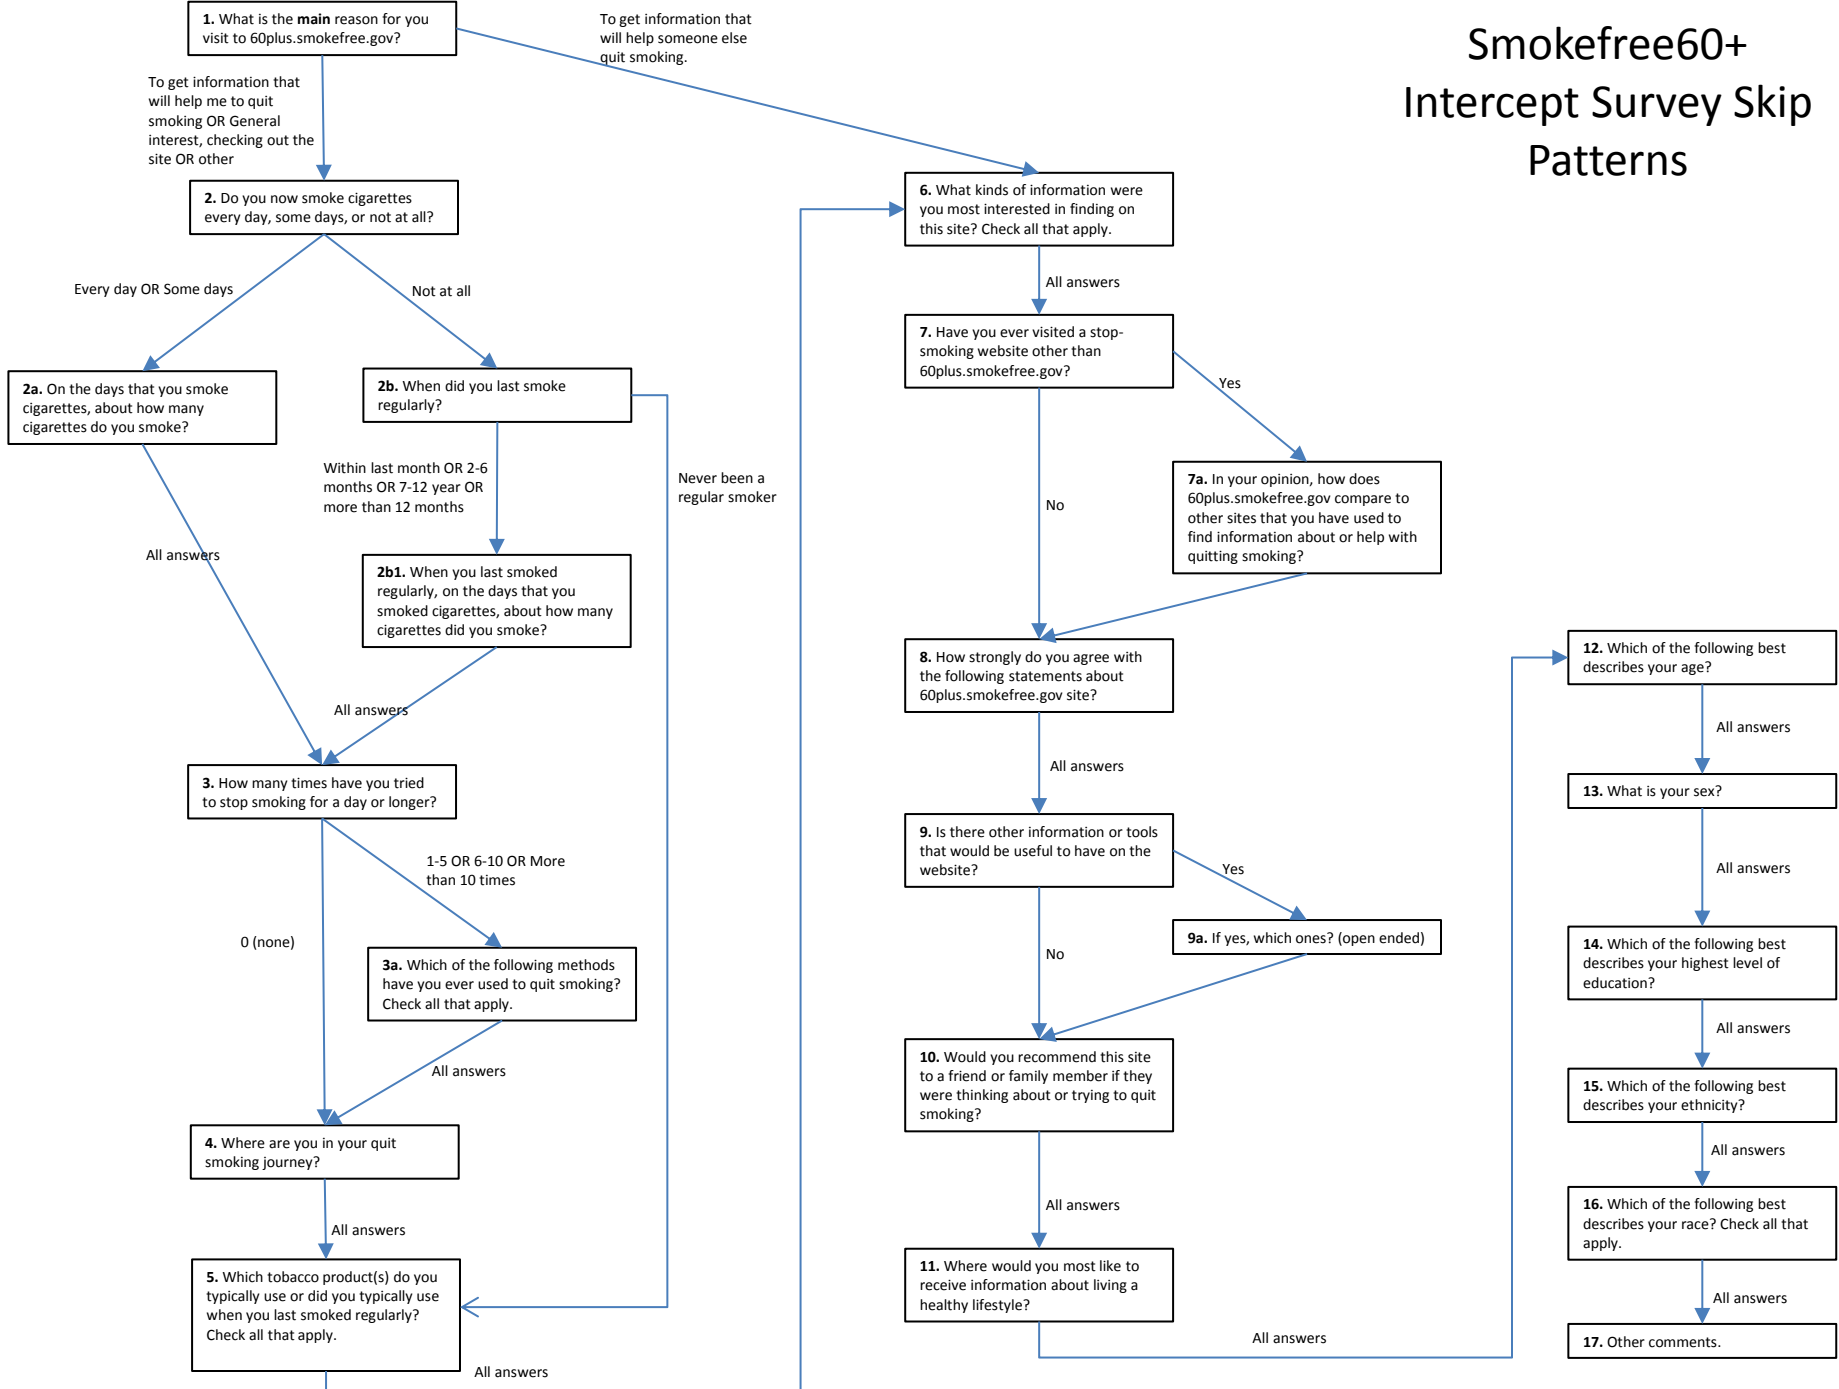 Smokefree60+
Intercept Survey Skip
Patterns
1. What is the main reason for you
visit to 60plus.smokefree.gov?
To get information that
will help someone else
quit smoking.
To get information that
will help me to quit
smoking OR General
interest, checking out the
site OR other
2. Do you now smoke cigarettes
every day, some days, or not at all?
Every day OR Some days
Not at all
2a. On the days that you smoke
cigarettes, about how many
cigarettes do you smoke?
2b. When did you last smoke
regularly?
Within last month OR 2-6
months OR 7-12 year OR
more than 12 months
Never been a
regular smoker
All answers
2b1. When you last smoked
regularly, on the days that you
smoked cigarettes, about how many
cigarettes did you smoke?
All answers
3. How many times have you tried
to stop smoking for a day or longer?
1-5 OR 6-10 OR More
than 10 times
0 (none)
3a. Which of the following methods
have you ever used to quit smoking?
Check all that apply.
All answers
4. Where are you in your quit
smoking journey?
All answers
5. Which tobacco product(s) do you
typically use or did you typically use
when you last smoked regularly?
Check all that apply.
All answers
6. What kinds of information were
you most interested in finding on
this site? Check all that apply.
All answers
7. Have you ever visited a stop-
smoking website other than
60plus.smokefree.gov?
Yes
No
7a. In your opinion, how does
60plus.smokefree.gov compare to
other sites that you have used to
find information about or help with
quitting smoking?
8. How strongly do you agree with
the following statements about
60plus.smokefree.gov site?
All answers
9. Is there other information or tools
that would be useful to have on the
website?
Yes
9a. If yes, which ones? (open ended)
No
10. Would you recommend this site
to a friend or family member if they
were thinking about or trying to quit
smoking?
All answers
11. Where would you most like to
receive information about living a
healthy lifestyle?
All answers
12. Which of the following best
describes your age?
All answers
13. What is your sex?
All answers
14. Which of the following best
describes your highest level of
education?
All answers
15. Which of the following best
describes your ethnicity?
All answers
16. Which of the following best
describes your race? Check all that
apply.
All answers
17. Other comments.